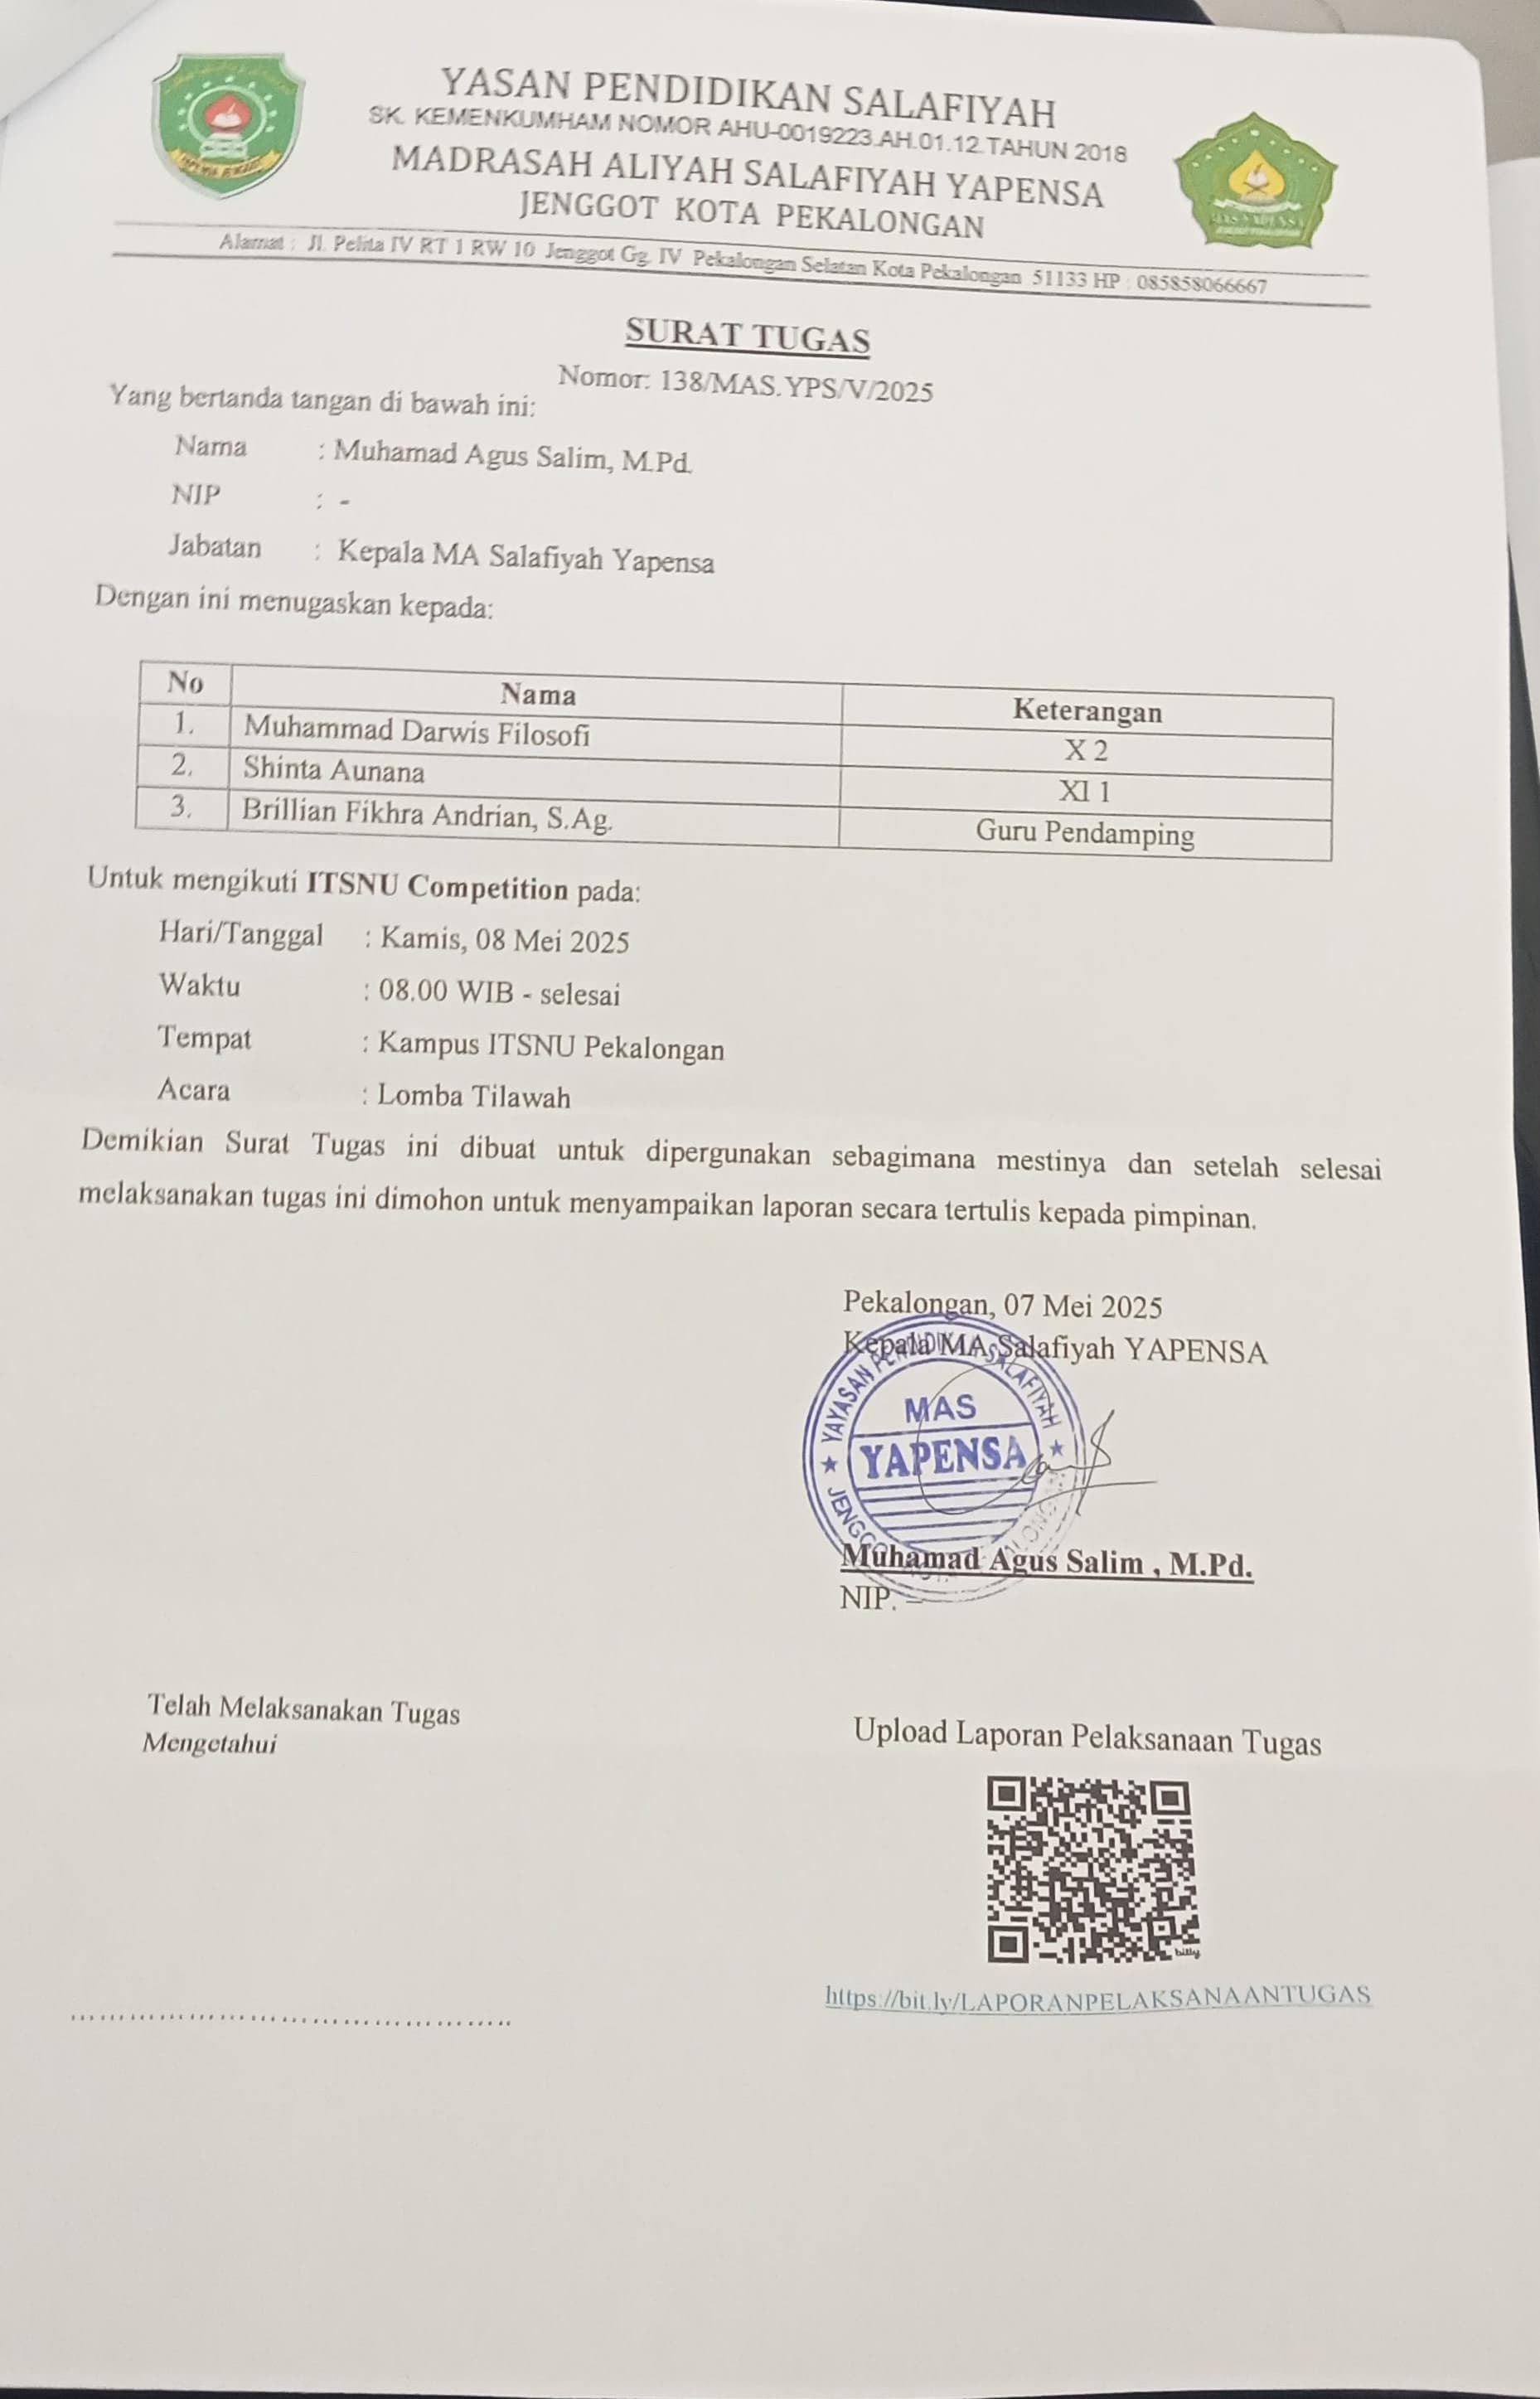 YASAN PENDIDIKAN SALAFIYAH
SK. KEMENKUMHAM NOMOR AHU-0019223.AH.01.12.TAHUN 2018
MADRASAH ALIYAH SALAFIYAH YAPENSA
JENGGOT KOTA PEKALONGAN
Alamat : Jl. Pelita IV RT 1 RW 10 Jenggot Gg. IV Pekalongan Selatan Kota Pekalongan 51133 HP : 085858066667
SURAT TUGAS
Nomor: 138/MAS.YPS/V/2025
Yang bertanda tangan di bawah ini:
Nama : Muhamad Agus Salim, M.Pd.
NIP : -
Jabatan : Kepala MA Salafiyah Yapensa
Dengan ini menugaskan kepada:
No Nama Keterangan
1. Muhammad Darwis Filosofi X 2
2. Shinta Aunana XI 1
3. Brillian Fikhra Andrian, S.Ag. Guru Pendamping
Untuk mengikuti ITSNU Competition pada:
Hari/Tanggal : Kamis, 08 Mei 2025
Waktu : 08.00 WIB - selesai
Tempat : Kampus ITSNU Pekalongan
Acara : Lomba Tilawah
Demikian Surat Tugas ini dibuat untuk dipergunakan sebagimana mestinya dan setelah selesai
melaksanakan tugas ini dimohon untuk menyampaikan laporan secara tertulis kepada pimpinan.
Pekalongan, 07 Mei 2025
Kepala MA Salafiyah YAPENSA
YAYASAN PENDIDIKAN SALAFIYAH
MAS
YAPENSA
Muhamad Agus Salim , M.Pd.
NIP. –
Telah Melaksanakan Tugas
Mengetahui
Upload Laporan Pelaksanaan Tugas
bitly
https://bit.ly/LAPORANPELAKSANAANTUGAS